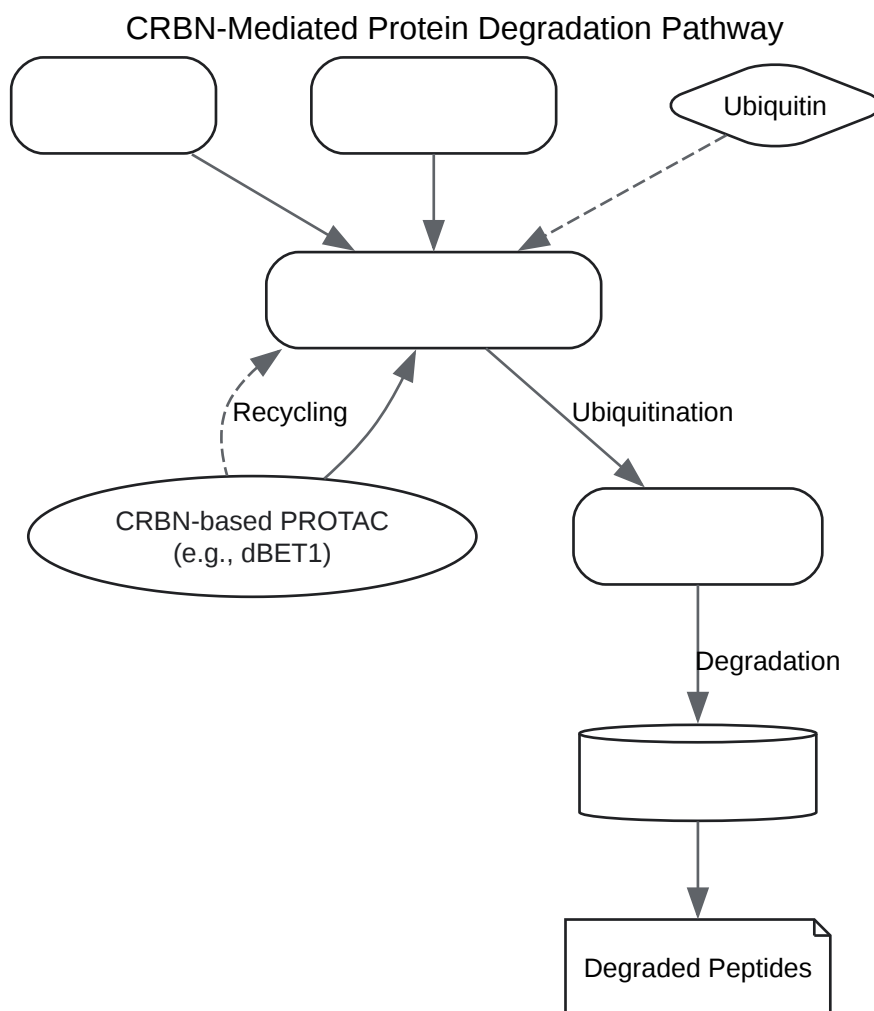 CRBN-Mediated Protein Degradation Pathway
Ubiquitin
Recycling
Ubiquitination
CRBN-based PROTAC
(e.g., dBET1)
Degradation
Degraded Peptides